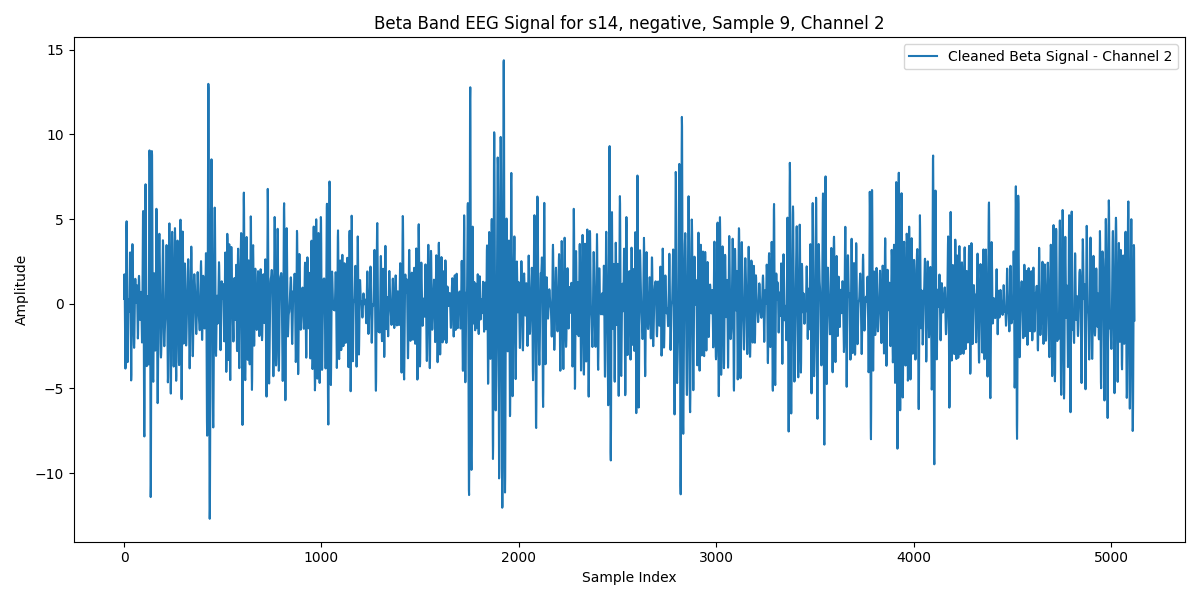 Beta Band EEG Signal for s14, negative, Sample 9, Channel 2
Cleaned Beta Signal - Channel 2
Amplitude
15
10
5
0
−5
−10
0 1000 2000 3000 4000 5000
Sample Index